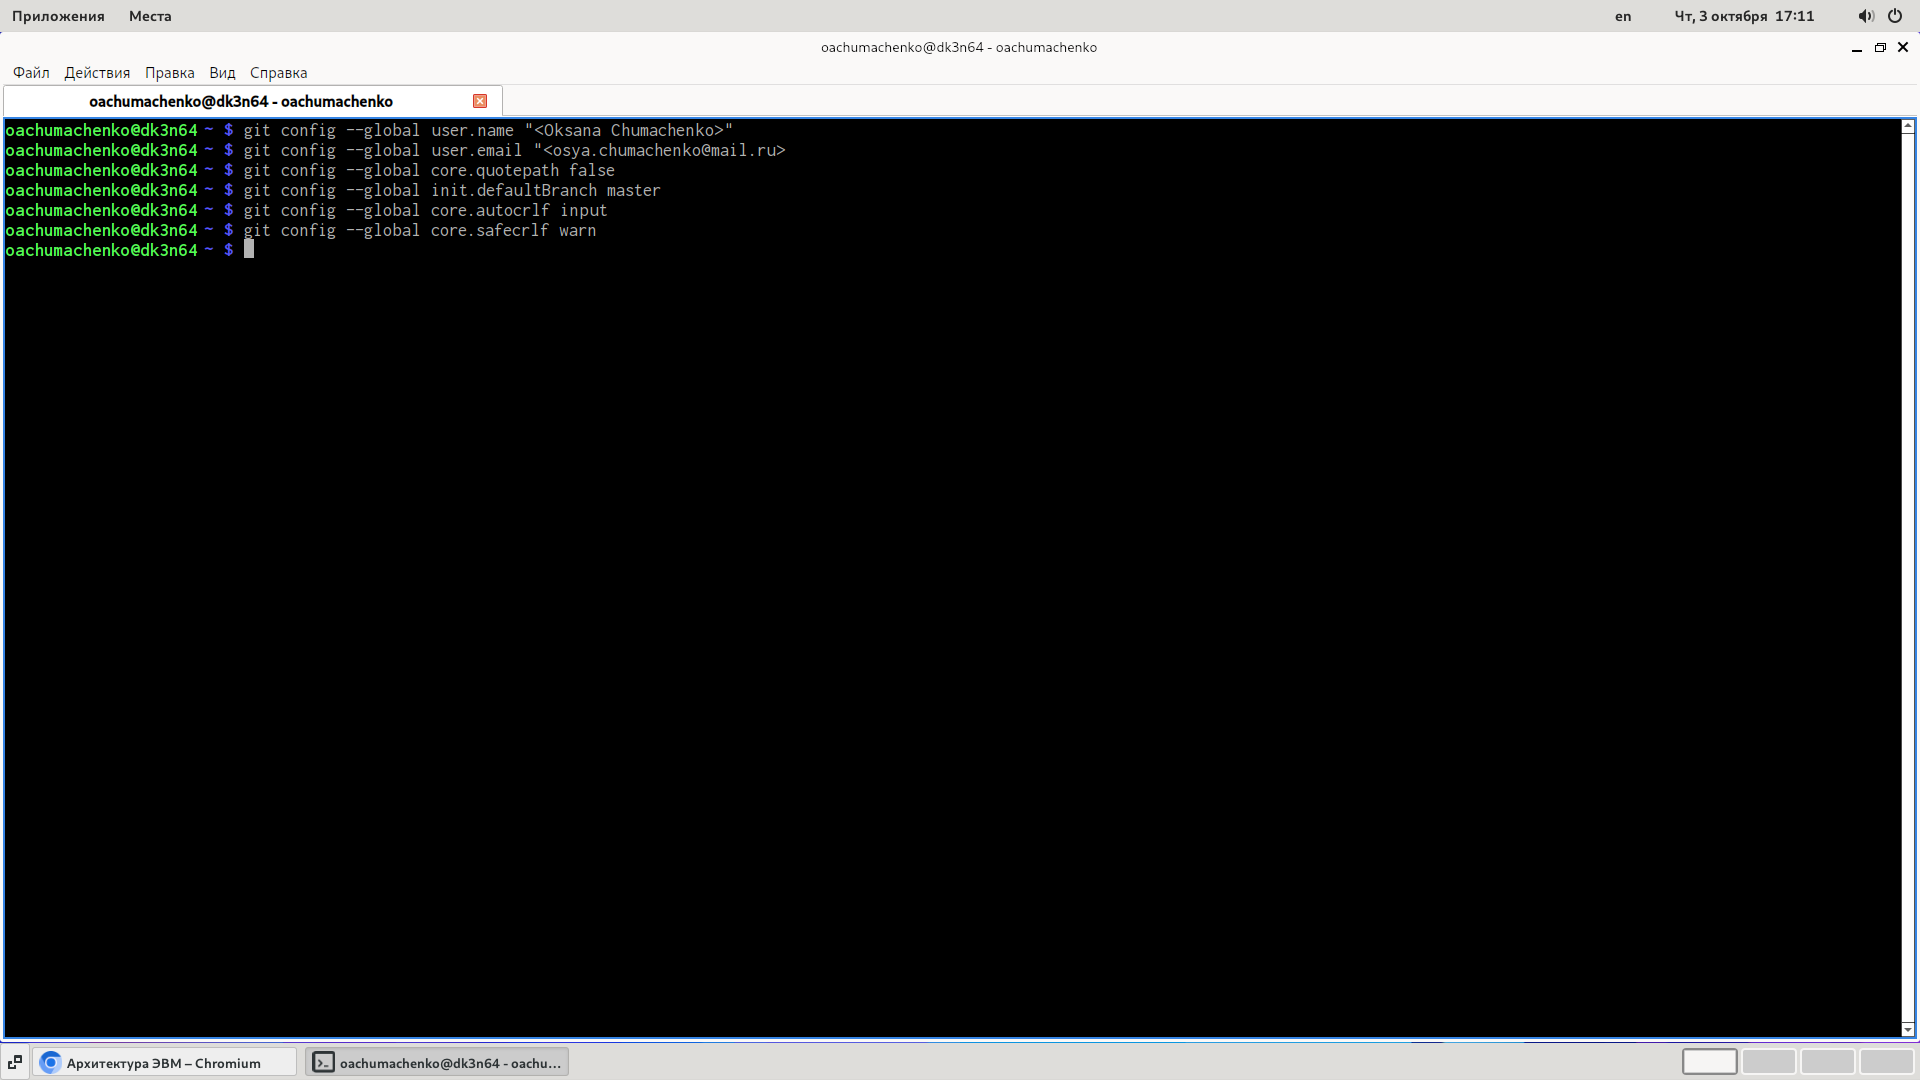 Приложения Места en Чт, 3 октября 17:11
oachumachenko@dk3n64 - oachumachenko
Файл Действия Правка Вид Справка
oachumachenko@dk3n64 - oachumachenko
oachumachenko@dk3n64 ~ $ git config --global user.name "<Oksana Chumachenko>"
oachumachenko@dk3n64 ~ $ git config --global user.email "<osya.chumachenko@mail.ru>
oachumachenko@dk3n64 ~ $ git config --global core.quotepath false
oachumachenko@dk3n64 ~ $ git config --global init.defaultBranch master
oachumachenko@dk3n64 ~ $ git config --global core.autocrlf input
oachumachenko@dk3n64 ~ $ git config --global core.safecrlf warn
oachumachenko@dk3n64 ~ $
Архитектура ЭВМ – Chromium oachumachenko@dk3n64 - oachu...